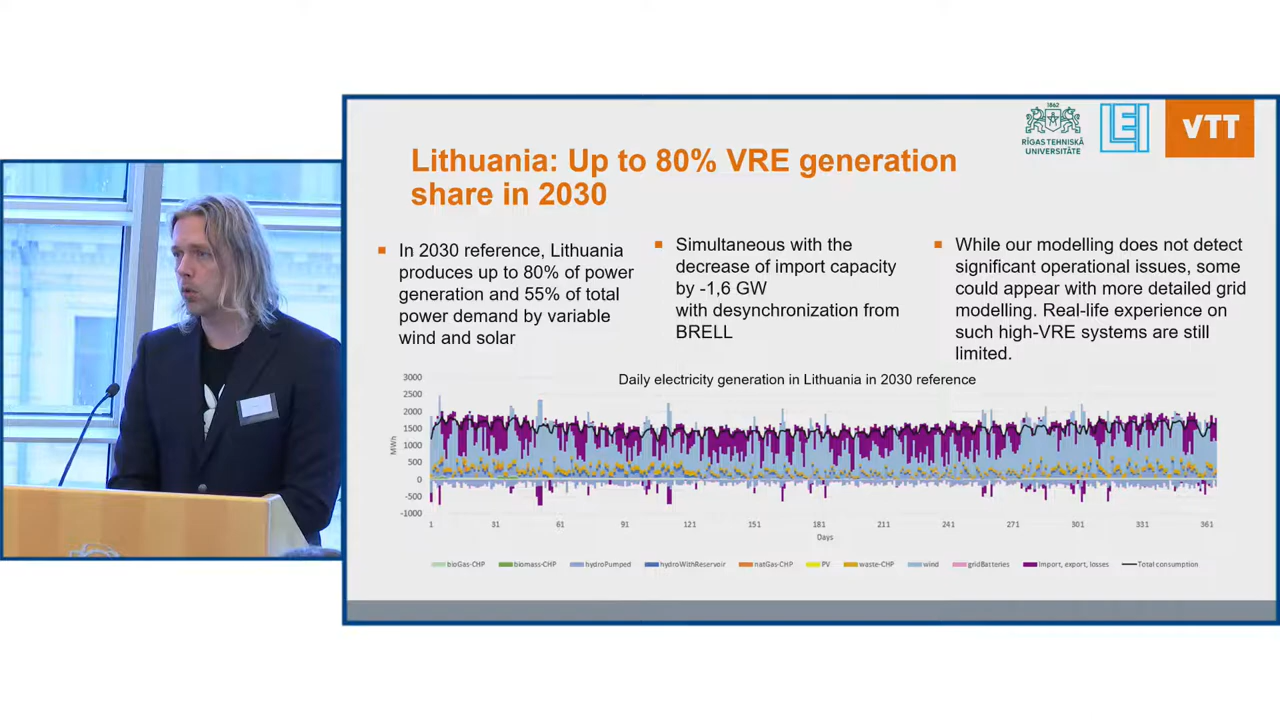 1862
RĪGAS TEHNISKĀ
UNIVERSITĀTE
LEI
VTT
Lithuania: Up to 80% VRE generation
share in 2030
In 2030 reference, Lithuania
produces up to 80% of power
generation and 55% of total
power demand by variable
wind and solar
Simultaneous with the
decrease of import capacity
by -1,6 GW
with desynchronization from
BRELL
While our modelling does not detect
significant operational issues, some
could appear with more detailed grid
modelling. Real-life experience on
such high-VRE systems are still
limited.
Daily electricity generation in Lithuania in 2030 reference
3000
2500
2000
1500
1000
500
0
-500
-1000
MWh
1 31 61 91 121 151 181 211 241 271 301 331 361
Days
bioGas-CHP biomass-CHP hydroPumped hydroWithReservoir natGas-CHP PV waste-CHP wind gridBatteries Import, export, losses Total consumption